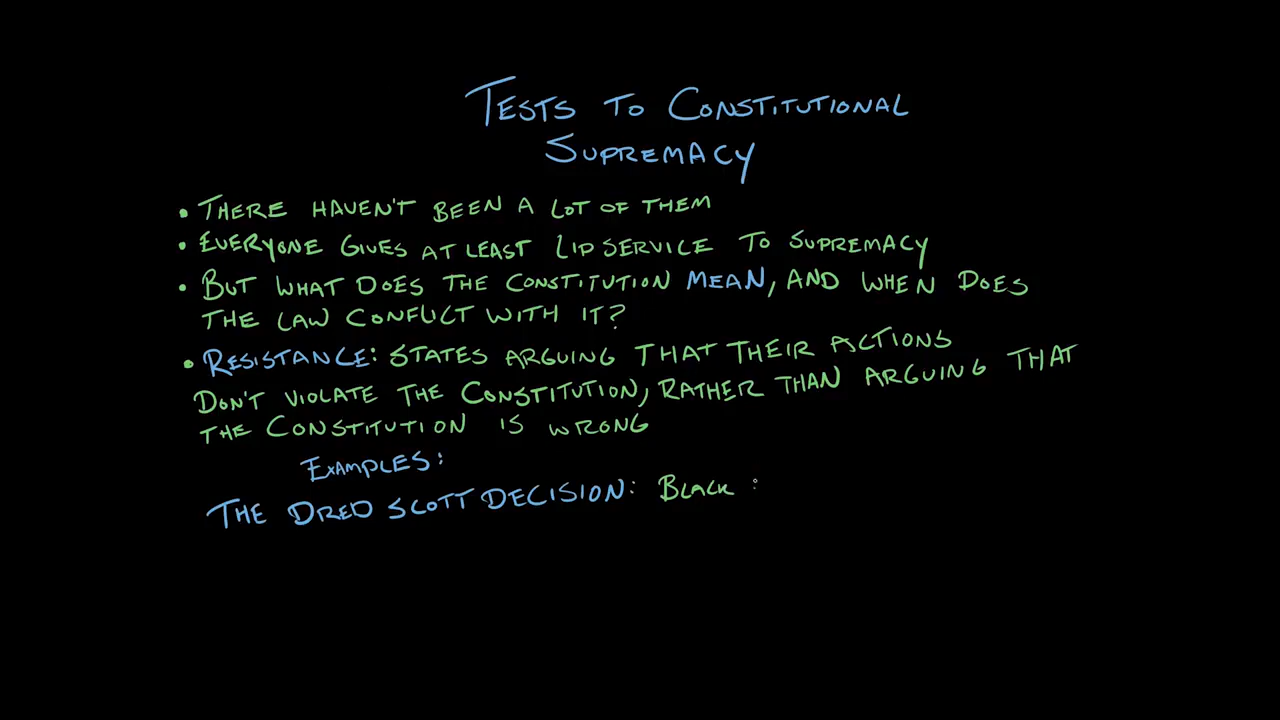 TESTS TO CONSTITUTIONAL
SUPREMACY
• THERE HAVEN'T BEEN A LOT OF THEM
• EVERYONE GIVES AT LEAST LIP SERVICE TO SUPREMACY
• BUT WHAT DOES THE CONSTITUTION MEAN, AND WHEN DOES
THE LAW CONFLICT WITH IT?
• RESISTANCE: STATES ARGUING THAT THEIR ACTIONS
DON'T VIOLATE THE CONSTITUTION, RATHER THAN ARGUING THAT
THE CONSTITUTION IS WRONG
EXAMPLES:
THE DRED SCOTT DECISION: BLACK